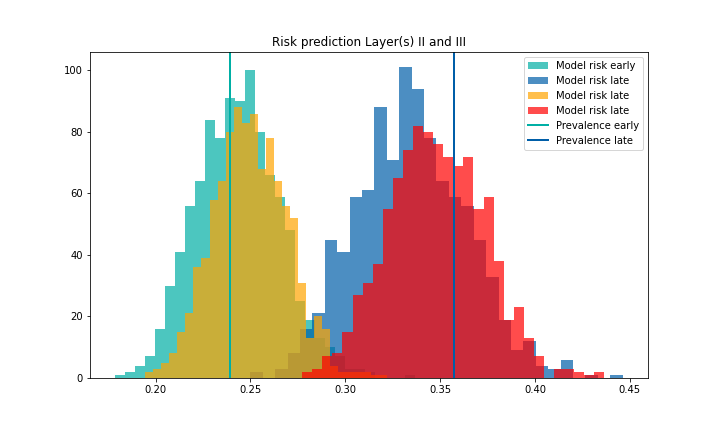 Risk prediction Layer(s) II and III
100
80
60
40
20
0
0.20 0.25 0.30 0.35 0.40 0.45
Model risk early
Model risk late
Model risk late
Model risk late
Prevalence early
Prevalence late